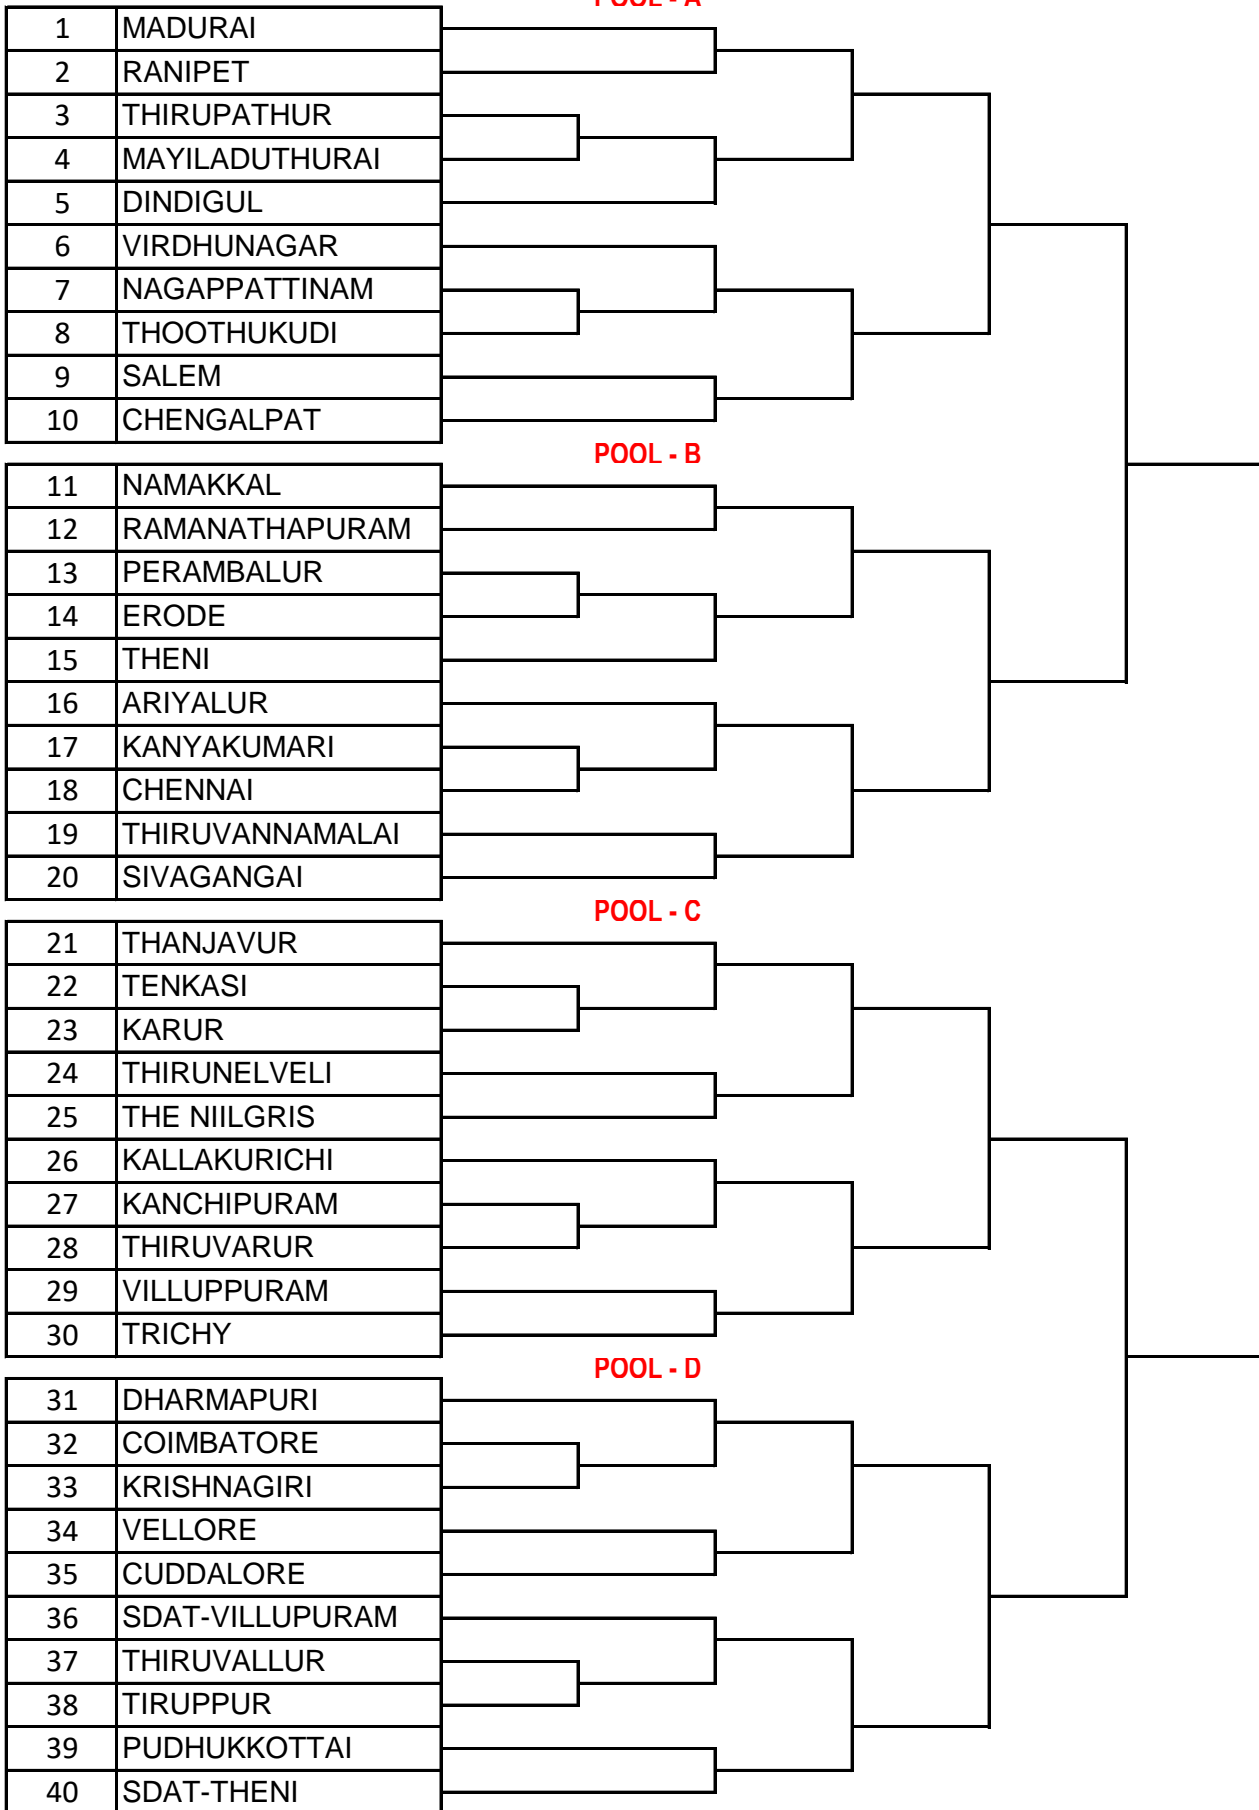 POOL - A
1 MADURAI
2 RANIPET
3 THIRUPATHUR
4 MAYILADUTHURAI
5 DINDIGUL
6 VIRDHUNAGAR
7 NAGAPPATTINAM
8 THOOTHUKUDI
9 SALEM
10 CHENGALPAT
POOL - B
11 NAMAKKAL
12 RAMANATHAPURAM
13 PERAMBALUR
14 ERODE
15 THENI
16 ARIYALUR
17 KANYAKUMARI
18 CHENNAI
19 THIRUVANNAMALAI
20 SIVAGANGAI
POOL - C
21 THANJAVUR
22 TENKASI
23 KARUR
24 THIRUNELVELI
25 THE NIILGRIS
26 KALLAKURICHI
27 KANCHIPURAM
28 THIRUVARUR
29 VILLUPPURAM
30 TRICHY
POOL - D
31 DHARMAPURI
32 COIMBATORE
33 KRISHNAGIRI
34 VELLORE
35 CUDDALORE
36 SDAT-VILLUPURAM
37 THIRUVALLUR
38 TIRUPPUR
39 PUDHUKKOTTAI
40 SDAT-THENI